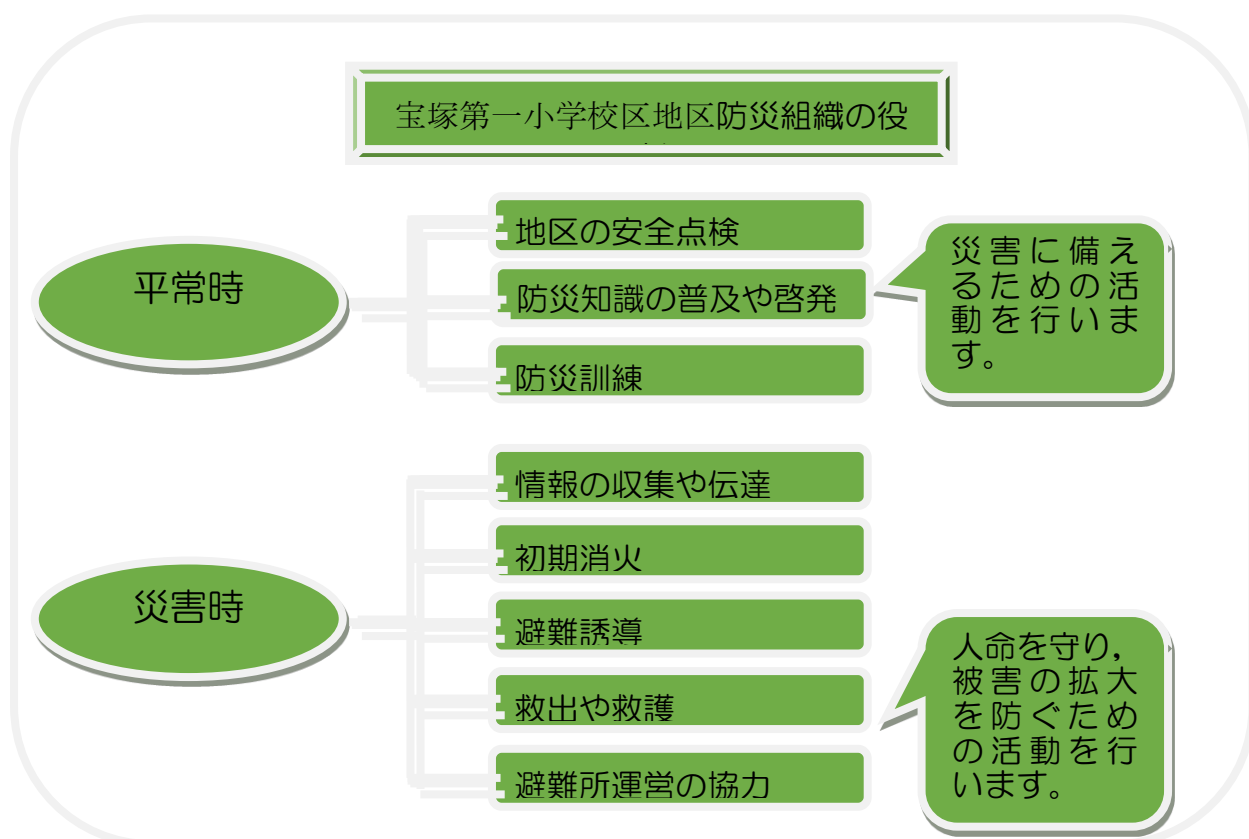 宝塚第一小学校区地区防災組織の役
平常時
地区の安全点検
防災知識の普及や啓発
防災訓練
災害に備え
るための活
動を行いま
す。
災害時
情報の収集や伝達
初期消火
避難誘導
救出や救護
避難所運営の協力
人命を守り，
被害の拡大
を防ぐため
の活動を行
います。